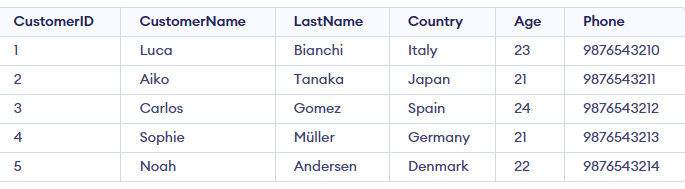 CustomerID CustomerName LastName Country Age Phone
1 Luca Bianchi Italy 23 9876543210
2 Aiko Tanaka Japan 21 9876543211
3 Carlos Gomez Spain 24 9876543212
4 Sophie Müller Germany 21 9876543213
5 Noah Andersen Denmark 22 9876543214